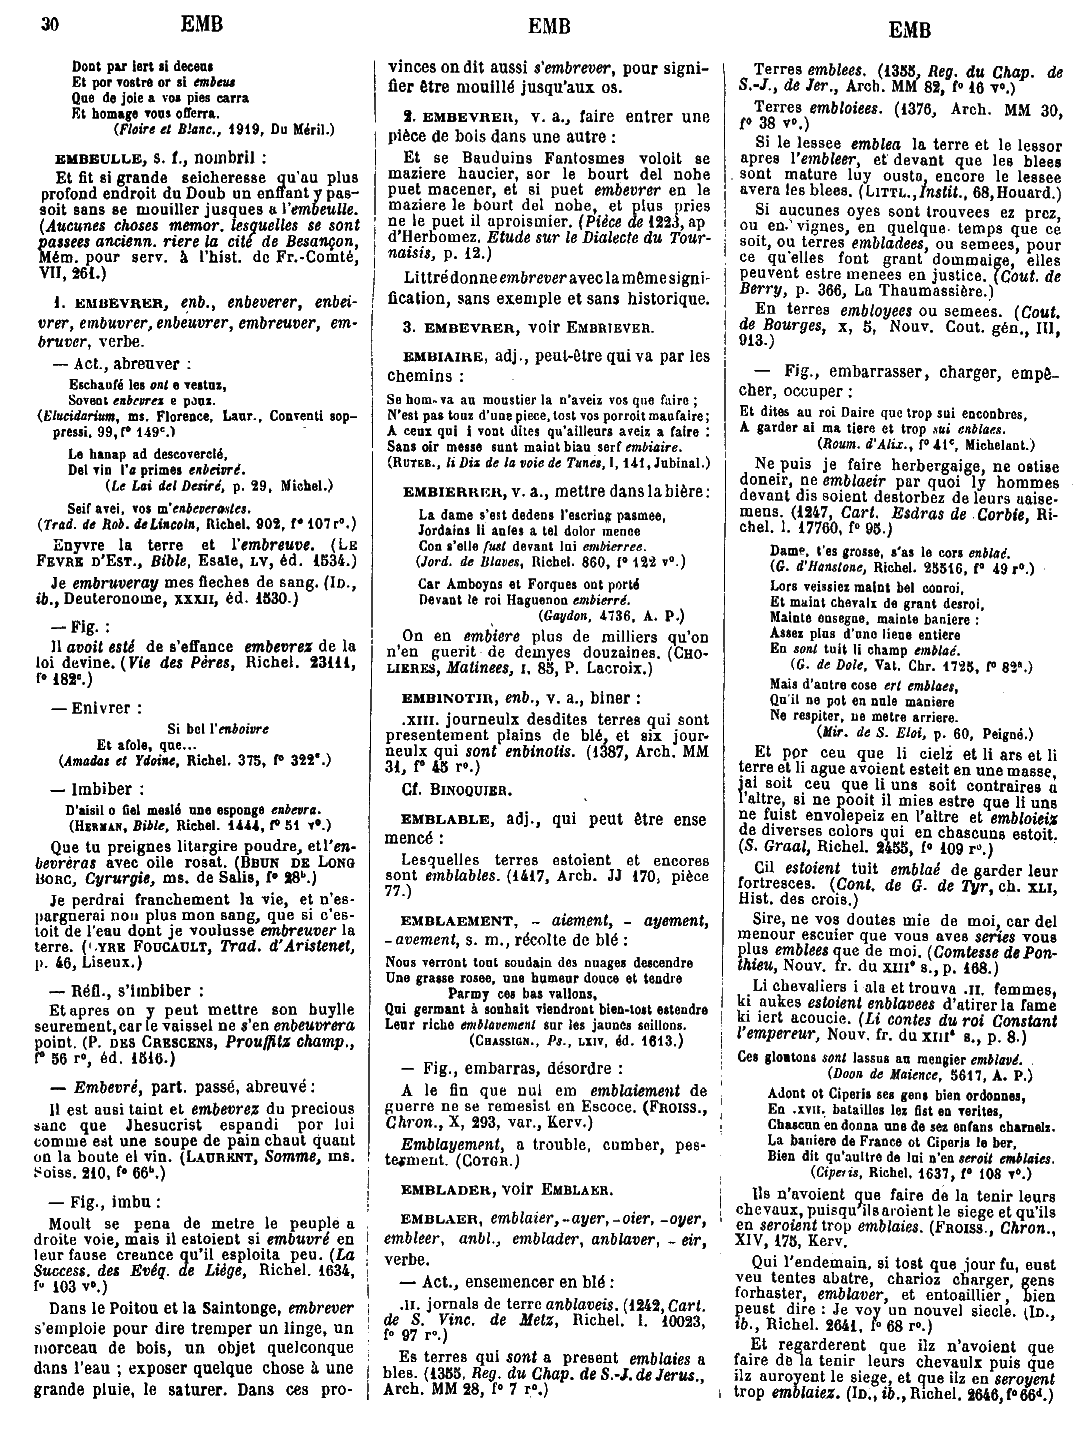 30 EMB EMB EMB
Dont par iert si decens
Et por vostre or si embeus
Que de joie a vos pies carra
Et homage vous offerra.
(Floire et Blanc., 1919, Du Méril.)
EMBEULLE, s. f., nombril :
Et fit si grande seicheresse qu'au plus
profond endroit du Doub un enffant y pas-
soit sans se mouiller jusques a l'embeulle.
(Aucunes choses memor. lesquelles se sont
passees ancienn. riere la cité de Besançon,
Mém. pour serv. à l'hist. de Fr.-Comté,
VII, 261.)
1. EMBEVRER, enb., enbeverer, enbei-
vrer, embuvrer, enbeuvrer, embreuver, em-
bruver, verbe.
— Act., abreuver :
Eschaufé les ont e vestuz,
Sovent enbevrez e pouz.
(Elucidarium, ms. Florence, Laur., Conventi sop-
pressi, 99, f° 149c.)
Le hanap ad descoverclé,
Del vin l'a primes enbeivré.
(Le Lai del Desiré, p. 29, Michel.)
Seif avei, vos m'enbeverastes.
(Trad. de Rob. de Lincoln, Richel. 902, f° 107 r°.)
Enyvre la terre et l'embreuve. (LE
FEVRE D'EST., Bible, Esaïe, LV, éd. 1534.)
Je embruveray mes fleches de sang. (ID.,
ib., Deuteronome, XXXII, éd. 1530.)
— Fig. :
Il avoit esté de s'effance embevrez de la
loi devine. (Vie des Pères, Richel. 23111,
f° 182c.)
— Enivrer :
Si bel l'enboivre
Et afole, que...
(Amadas et Ydoine, Richel. 375, f° 322e.)
— Imbiber :
D'aisil o fiel meslé une esponge enbevra.
(HERMAN, Bible, Richel. 1444, f° 51 v°.)
Que tu preignes litargire poudre, et l'en-
bevrèras avec oile rosat. (BRUN DE LONG
BORC, Cyrurgie, ms. de Salis, f° 28b.)
Je perdrai franchement la vie, et n'es-
pargnerai non plus mon sang, que si c'es-
toit de l'eau dont je voulusse embreuver la
terre. (CYRE FOUCAULT, Trad. d'Aristenet,
p. 46, Liseux.)
— Réfl., s'imbiber :
Et apres on y peut mettre son huylle
seurement, car le vaissel ne s'en enbeuvrera
point. (P. DES CRESCENS, Prouffitz champ.,
f° 56 r°, éd. 1516.)
— Embevré, part. passé, abreuvé :
Il est ausi taint et embevrez du precious
sanc que Jhesucrist espandi por lui
comme est une soupe de pain chaut quant
on la boute el vin. (LAURENT, Somme, ms.
Soiss. 210, f° 66b.)
— Fig., imbu :
Moult se pena de metre le peuple a
droite voie, mais il estoient si embuvré en
leur fause creance qu'il esploita peu. (La
Success. des Evéq. de Liége, Richel. 1634,
f° 103 v°.)
Dans le Poitou et la Saintonge, embrever
s'emploie pour dire tremper un linge, un
morceau de bois, un objet quelconque
dans l'eau ; exposer quelque chose à une
grande pluie, le saturer. Dans ces pro-
vinces on dit aussi s'embrever, pour signi-
fier être mouillé jusqu'aux os.
2. EMBEVRER, v. a., faire entrer une
pièce de bois dans une autre :
Et se Bauduins Fantosmes voloit se
maziere haucier, sor le bourt del nohe
puet macener, et si puet embevrer en le
maziere le bourt del nohe, et plus pries
ne le puet il aproismier. (Pièce de 1223, ap
d'Herbomez. Etude sur le Dialecte du Tour-
naisis, p. 12.)
Littré donne embrever avec la même signi-
fication, sans exemple et sans historique.
3. EMBEVRER, voir EMBRIEVER.
EMBIAIRE, adj., peut-être qui va par les
chemins :
Se hom va au moustier la n'aveiz vos que faire ;
N'est pas touz d'une piece, tost vos porroit maufaire ;
A ceux qui i vont dites qu'ailleurs aveiz a faire :
Sans oir messe sunt maint biau serf embiaire.
(RUTEB., li Diz de la voie de Tunes, I, 141, Jubinal.)
EMBIERRER, v. a., mettre dans la bière :
La dame s'est dedens l'escring pasmee,
Jordains li anfes a tel dolor menee
Con s'elle fust devant lui embierree.
(Jord. de Blaves, Richel. 860, f° 122 v°.)
Car Amboyns et Forques ont porté
Devant le roi Haguenon embierré.
(Gaydon, 4736, A. P.)
On en embiere plus de milliers qu'on
n'en guerit de demyes douzaines. (CHO-
LIERES, Matinees, I, 85, P. Lacroix.)
EMBINOTIR, enb., v. a., biner :
.XIII. journeulx desdites terres qui sont
presentement plains de blé, et six jour-
neulx qui sont enbinotis. (1387, Arch. MM
31, f° 45 r°.)
Cf. BINOQUIER.
EMBLABLE, adj., qui peut être ense
mencé :
Lesquelles terres estoient et encores
sont emblables. (1417, Arch. JJ 170, pièce
77.)
EMBLAEMENT, - aiement, - ayement,
- avement, s. m., récolte de blé :
Nous verront tout soudain des nuages descendre
Une grasse rosee, une humeur douce et tendre
Parmy ces bas vallons,
Qui germant à souhait viendront bien-tost estendre
Leur riche emblavement sur les jaunes seillons.
(CHASSIGN., Ps., LXIV, éd. 1613.)
— Fig., embarras, désordre :
A le fin que nul em emblaiement de
guerre ne se remesist en Escoce. (FROISS.,
Chron., X, 293, var., Kerv.)
Emblayement, a trouble, cumber, pes-
terment. (COTGR.)
EMBLADER, voir EMBLAER.
EMBLAER, emblaier, -ayer, -oier, -oyer,
embleer, anbl., emblader, anblaver, - eir,
verbe.
— Act., ensemencer en blé :
.II. jornals de terre anblaveis. (1242, Cart.
de S. Vinc. de Metz, Richel. l. 10023,
f° 97 r°.)
Es terres qui sont a present emblaies a
bles. (1355, Reg. du Chap. de S.-J. de Jerus.,
Arch. MM 28, f° 7 r°.)
Terres emblees. (1355, Reg. du Chap. de
S.-J., de Jer., Arch. MM 82, f° 16 v°.)
Terres embloiees. (1376, Arch. MM 30,
f° 38 v°.)
Si le lessee emblea la terre et le lessor
apres l'embleer, et devant que les blees
sont mature luy ousta, encore le lessee
avera les blees. (LITTL., Instit., 68, Houard.)
Si aucunes oyes sont trouvees ez prez,
ou en vignes, en quelque temps que ce
soit, ou terres embladees, ou semees, pour
ce qu'elles font grant dommaige, elles
peuvent estre menees en justice. (Cout. de
Berry, p. 366, La Thaumassière.)
En terres embloyees ou semees. (Cout.
de Bourges, X, 5, Nouv. Cout. gén., III,
913.)
— Fig., embarrasser, charger, empê-
cher, occuper :
Et dites au roi Daire que trop sui enconbres,
A garder ai ma tiere et trop sui enblaes.
(Roum. d'Alix., f° 41c, Michelant.)
Ne puis je faire herbergaige, ne ostise
doneir, ne emblaeir par quoi ly hommes
devant dis soient destorbez de leurs aaise-
mens. (1247, Cart. Esdras de Corbie, Ri-
chel. l. 17760, f° 95.)
Dame, t'es grosse, s'as le cors enblaé.
(G. d'Hanstone, Richel. 25516, f° 49 r°.)
Lors veissiez maint bel conroi,
Et maint chevalx de grant desroi,
Mainte ensegne, mainte baniere :
Assez plus d'une liene entiere
En sont tuit li champ emblaé.
(G. de Dole, Vat. Chr. 1725, f° 82a.)
Mais d'autre cose ert emblaes,
Qu'il ne pot en nule maniere
Ne respiter, ne metre arriere.
(Mir. de S. Eloi, p. 60, Peigné.)
Et por ceu que li cielz et li ars et li
terre et li ague avoient esteit en une masse,
jai soit ceu que li uns soit contraires a
l'altre, si ne pooit il mies estre que li uns
ne fuist envolepeiz en l'altre et embloieiz
de diverses colors qui en chascuns estoit.
(S. Graal, Richel. 2455, f° 109 r°.)
Cil estoient tuit emblaé de garder leur
fortresces. (Cont. de G. de Tyr, ch. XLI,
Hist. des crois.)
Sire, ne vos doutes mie de moi, car del
menour escuier que vous aves series vous
plus emblees que de moi. (Comtesse de Pon-
thieu, Nouv. fr. du XIIIe s., p. 168.)
Li chevaliers i ala et trouva .II. femmes,
ki aukes estoient enblavees d'atirer la fame
ki iert acoucie. (Li contes du roi Constant
l'empereur, Nouv. fr. du XIIIe s., p. 8.)
Ces gloutons sont lassus au mengier emblavé.
(Doon de Maience, 5617, A. P.)
Adont ot Ciperis ses gens bien ordonnes,
En .XVII. batailles lez fist en verites,
Chascun en donna une de sez enfans charnelz.
La baniere de France ot Ciperis le ber,
Bien dit qu'aultre de lui n'en seroit emblaies.
(Ciperis, Richel. 1637, f° 108 v°.)
Ils n'avoient que faire de la tenir leurs
chevaux, puisqu'ils aroient le siege et qu'ils
en seroient trop emblaies. (FROISS., Chron.,
XIV, 175, Kerv.
Qui l'endemain, si tost que jour fu, eust
veu tentes abatre, charioz charger, gens
forhaster, emblaver, et entoaillier, bien
peust dire : Je voy un nouvel siecle. (ID.,
ib., Richel. 2641, f° 68 r°.)
Et regarderent que ilz n'avoient que
faire de la tenir leurs chevaulx puis que
ilz auroyent le siege, et que ilz en seroyent
trop emblaiez. (ID., ib., Richel. 2646, f° 66d.)